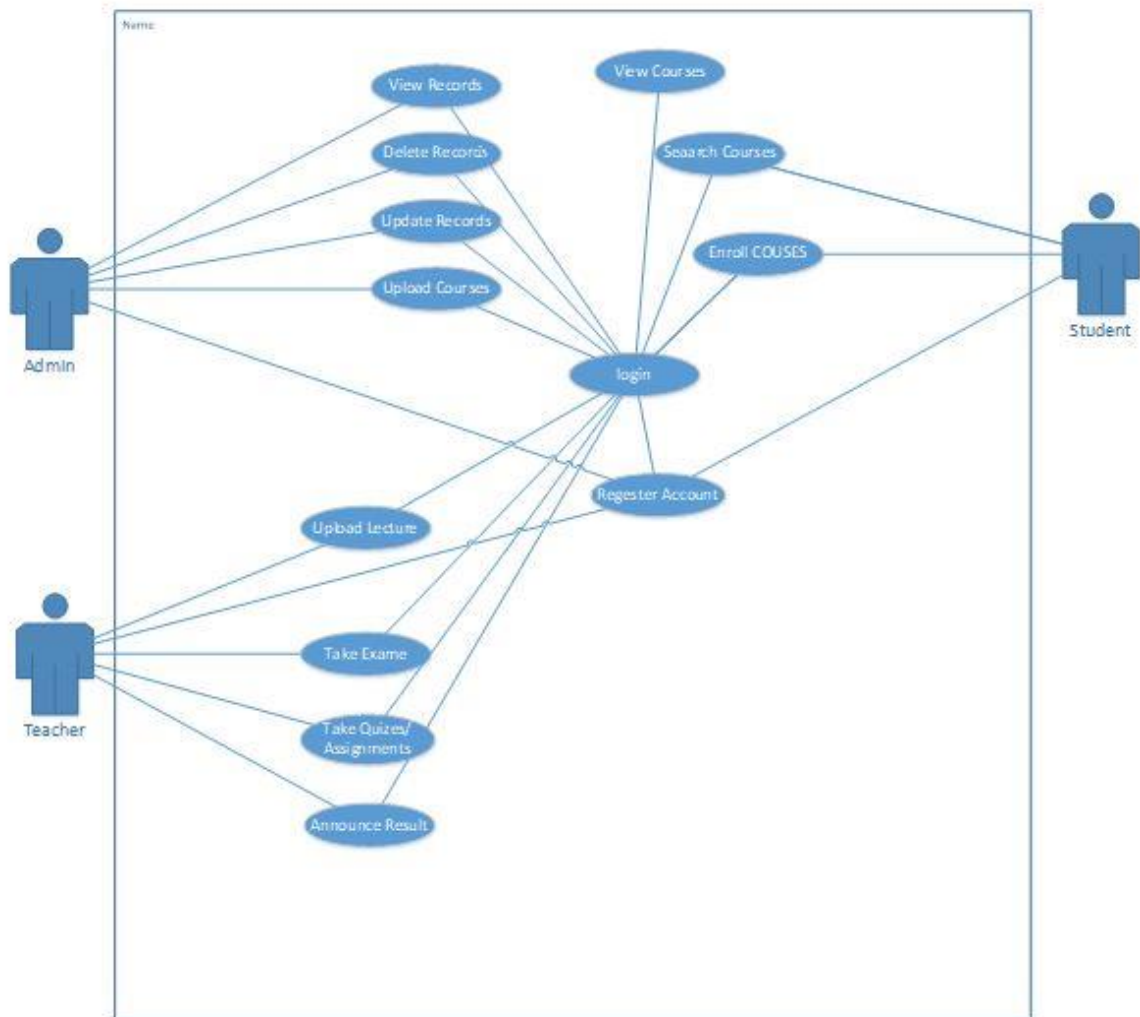 Name
View Records
View Courses
Delete Records
Seaarch Courses
Update Records
Enroll COUSES
Upload Courses
Admin
Student
login
Regester Account
Upload Lecture
Take Exame
Teacher
Take Quizes/
Assignments
Announce Result